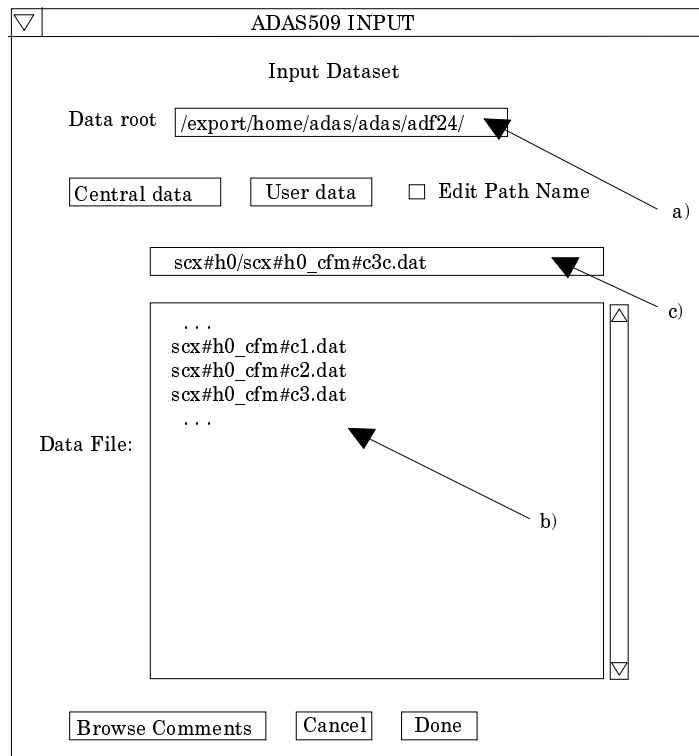 ADAS509 INPUT
Input Dataset
Data root /export/home/adas/adas/adf24/
a)
Central data User data Edit Path Name
scx#h0/scx#h0_cfm#c3c.dat
c)
. . .
scx#h0_cfm#c1.dat
scx#h0_cfm#c2.dat
scx#h0_cfm#c3.dat
. . .
Data File:
b)
Browse Comments Cancel Done